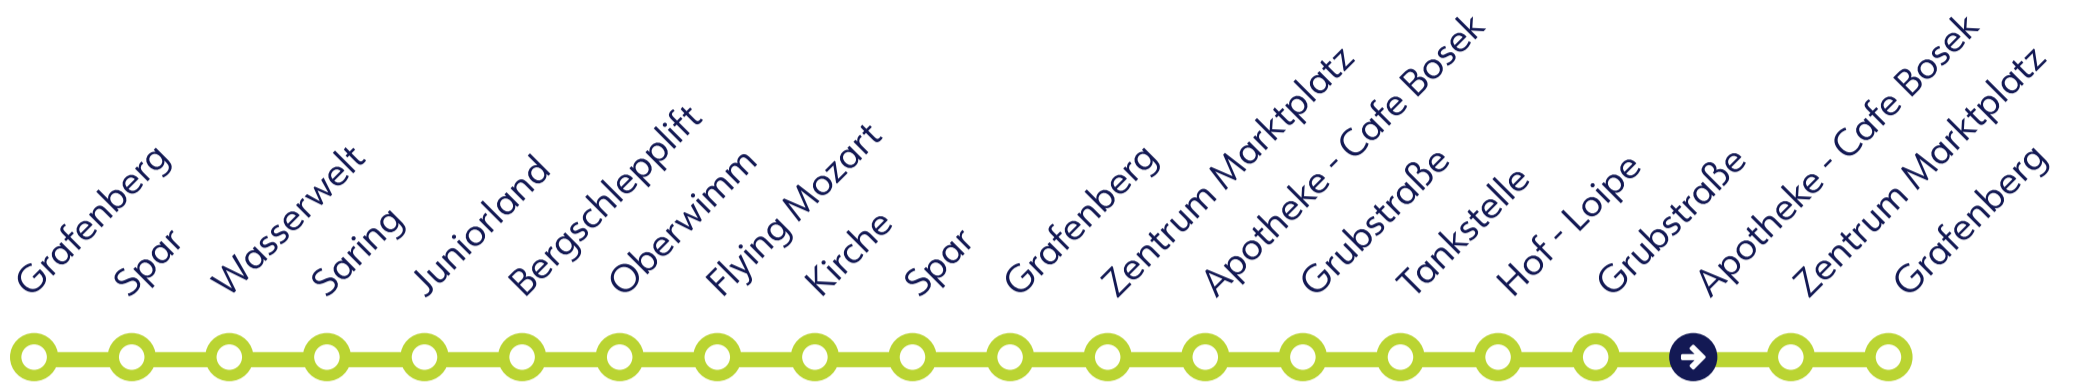 Grafenberg
Spar
Wasserwelt
Saring
Juniorland
Bergschlepplift
Oberwimm
Flying Mozart
Kirche
Spar
Grafenberg
Zentrum Marktplatz
Apotheke - Cafe Bosek
Grubstraße
Tankstelle
Hof - Loipe
Grubstraße
Apotheke - Cafe Bosek
Zentrum Marktplatz
Grafenberg